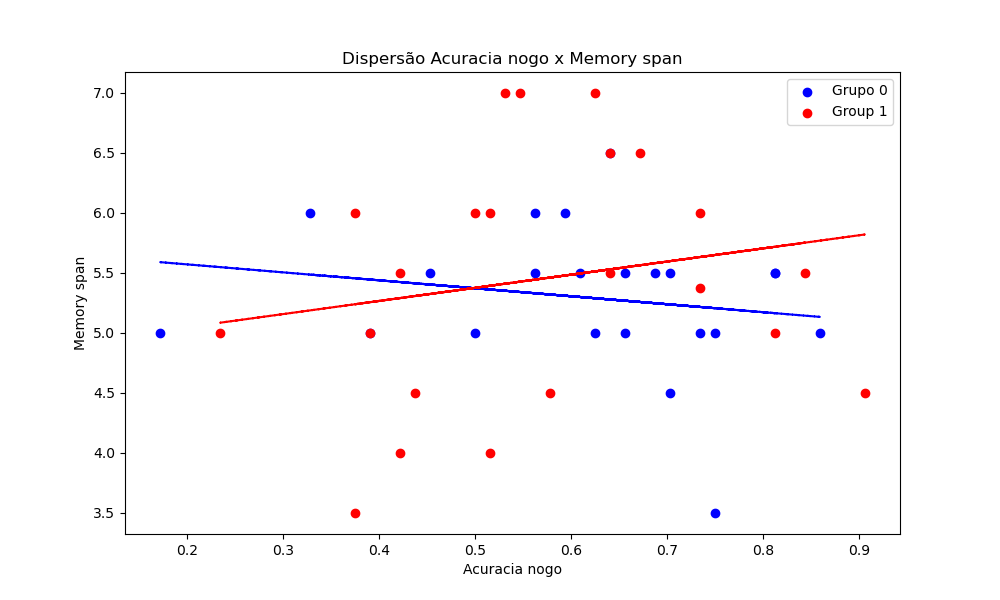 Dispersão Acuracia nogo x Memory span
Grupo 0
Group 1
7.0
6.5
6.0
5.5
5.0
4.5
4.0
3.5
Memory span
0.2 0.3 0.4 0.5 0.6 0.7 0.8 0.9
Acuracia nogo